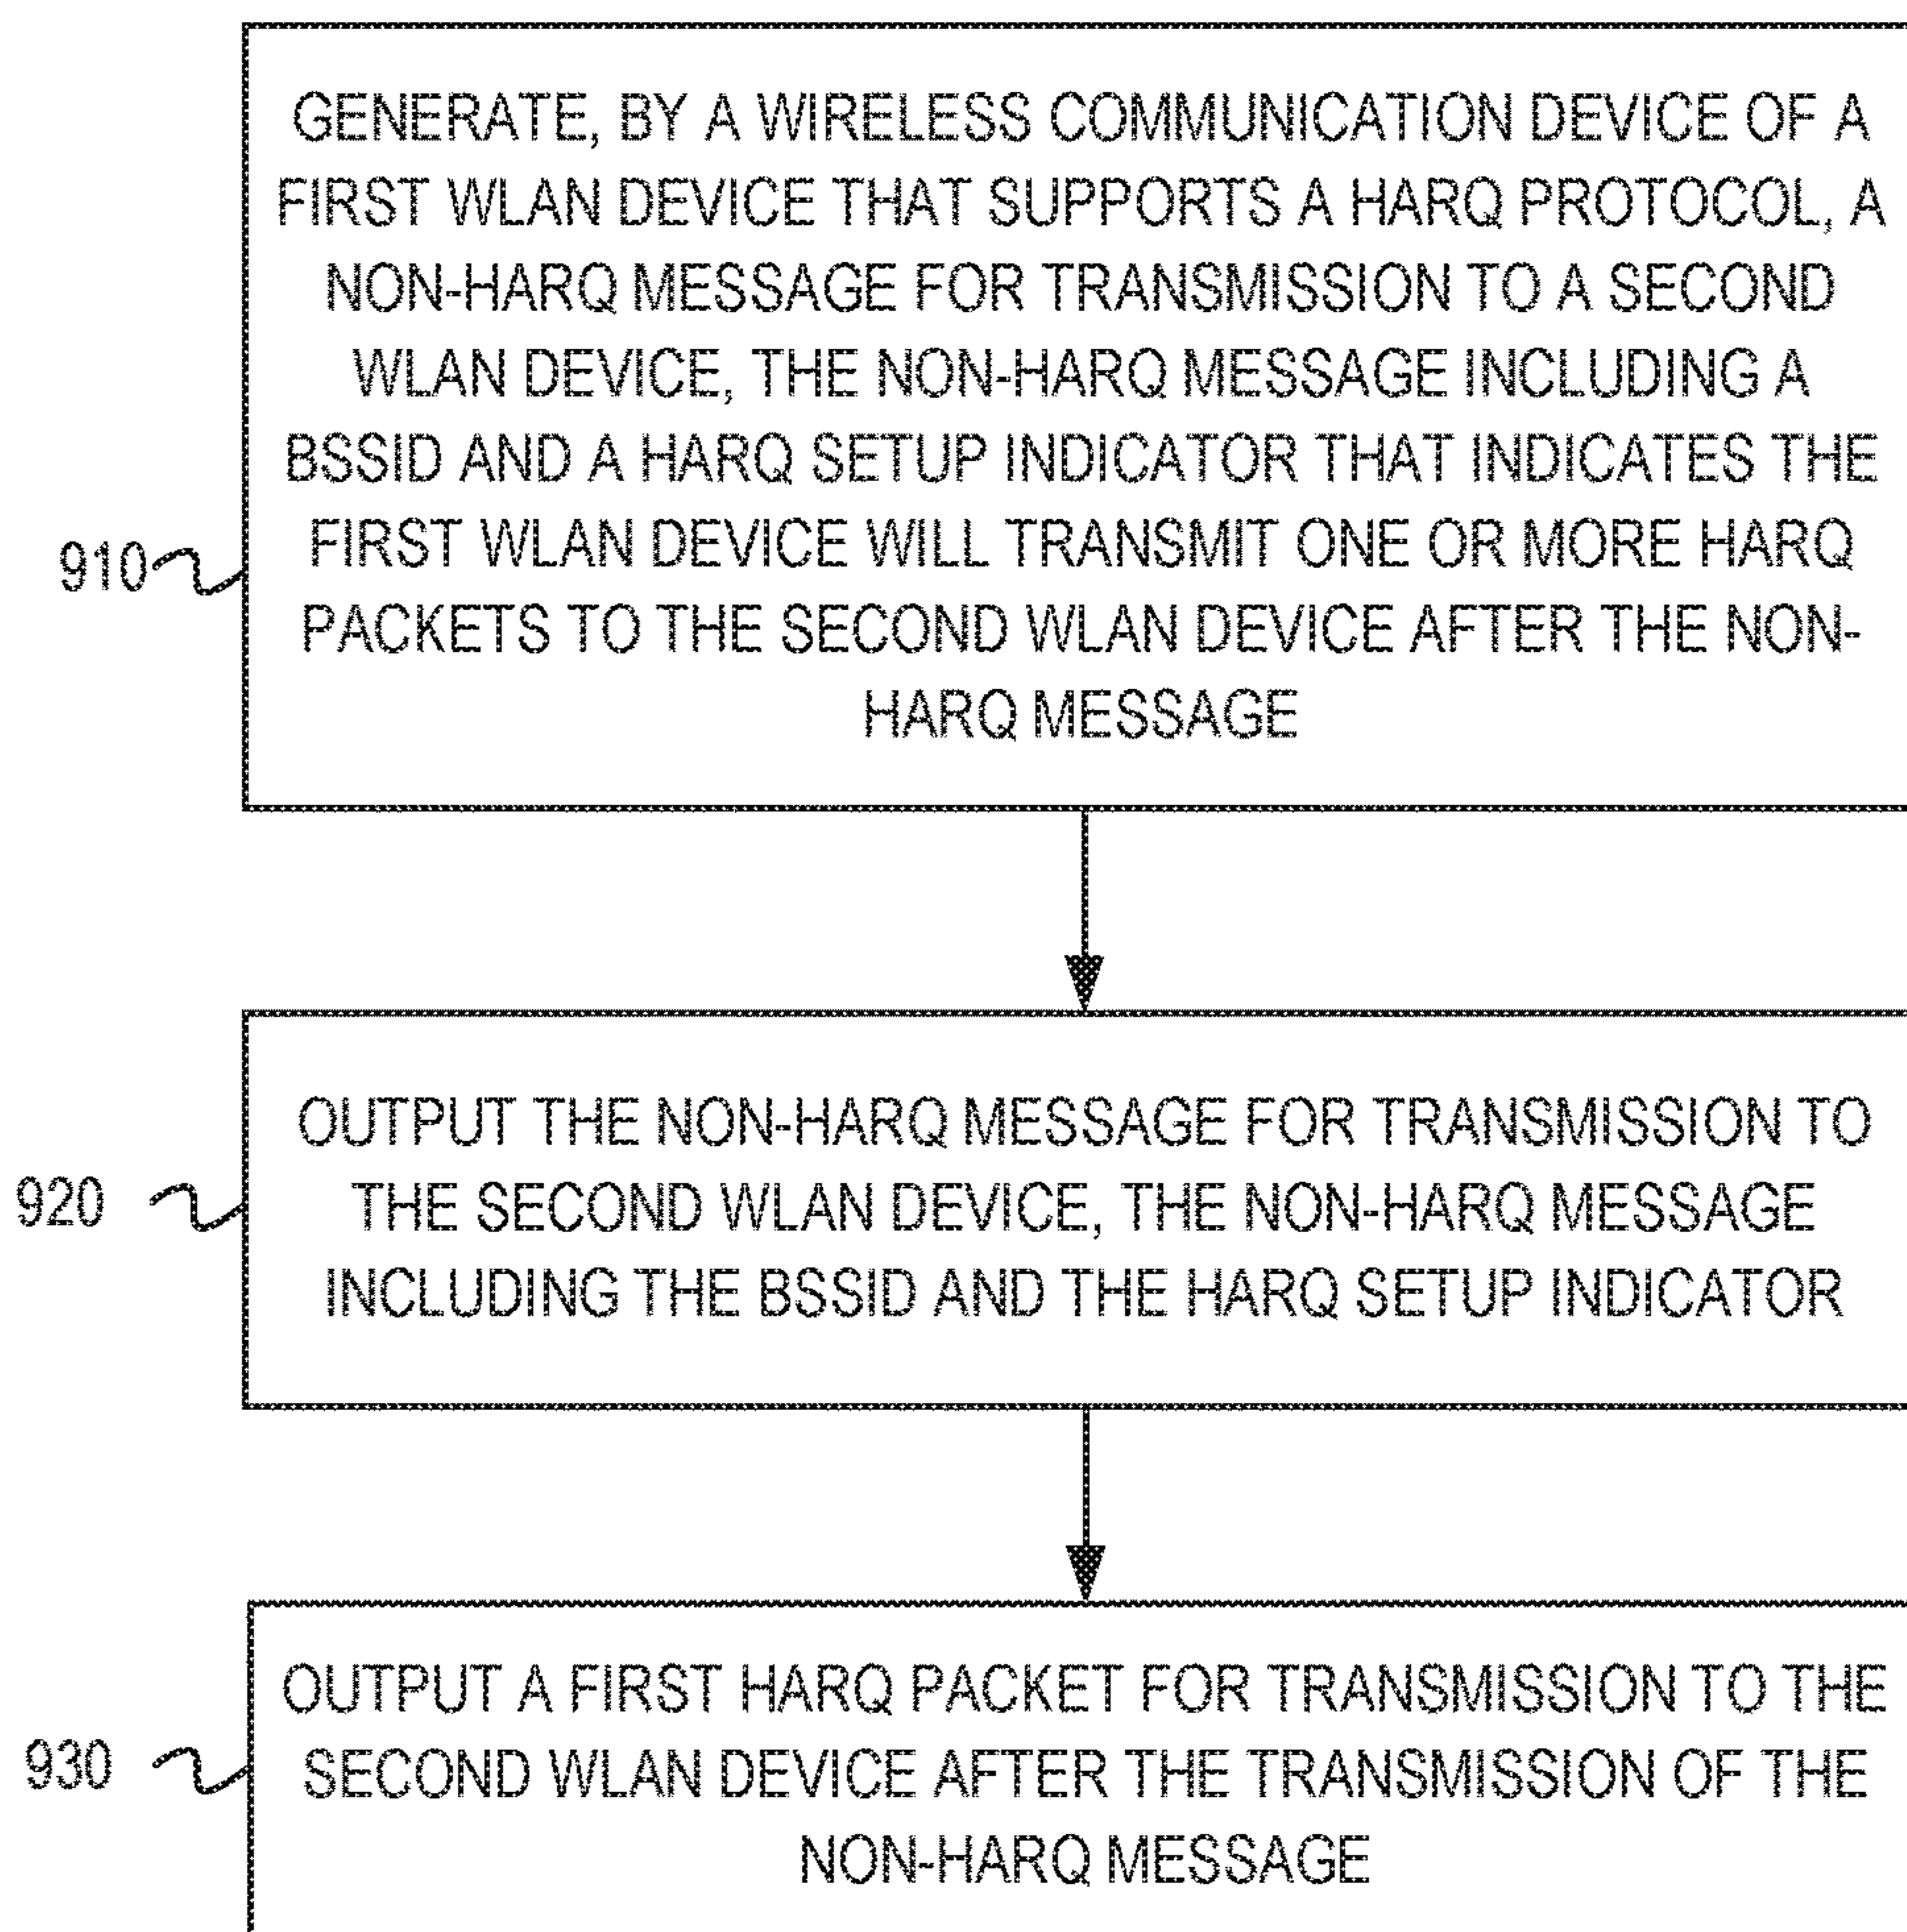 GENERATE, BY A WIRELESS COMMUNICATION DEVICE OF A
FIRST WLAN DEVICE THAT SUPPORTS A HARQ PROTOCOL, A
NON-HARQ MESSAGE FOR TRANSMISSION TO A SECOND
WLAN DEVICE, THE NON-HARQ MESSAGE INCLUDING A
BSSID AND A HARQ SETUP INDICATOR THAT INDICATES THE
FIRST WLAN DEVICE WILL TRANSMIT ONE OR MORE HARQ
PACKETS TO THE SECOND WLAN DEVICE AFTER THE NON-
HARQ MESSAGE
910
OUTPUT THE NON-HARQ MESSAGE FOR TRANSMISSION TO
THE SECOND WLAN DEVICE, THE NON-HARQ MESSAGE
INCLUDING THE BSSID AND THE HARQ SETUP INDICATOR
920
OUTPUT A FIRST HARQ PACKET FOR TRANSMISSION TO THE
SECOND WLAN DEVICE AFTER THE TRANSMISSION OF THE
NON-HARQ MESSAGE
930